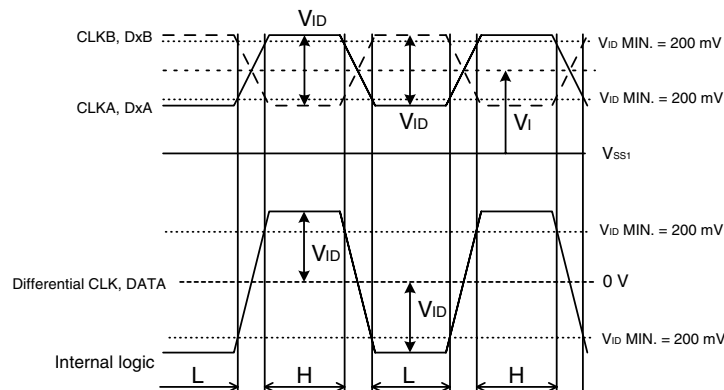 VID
CLKB, DxB
VID MIN. = 200 mV
CLKA, DxA
VID MIN. = 200 mV
VID
VI
VSS1
VID
VID MIN. = 200 mV
Differential CLK, DATA
0 V
VID
VID MIN. = 200 mV
Internal logic
L
H
L
H